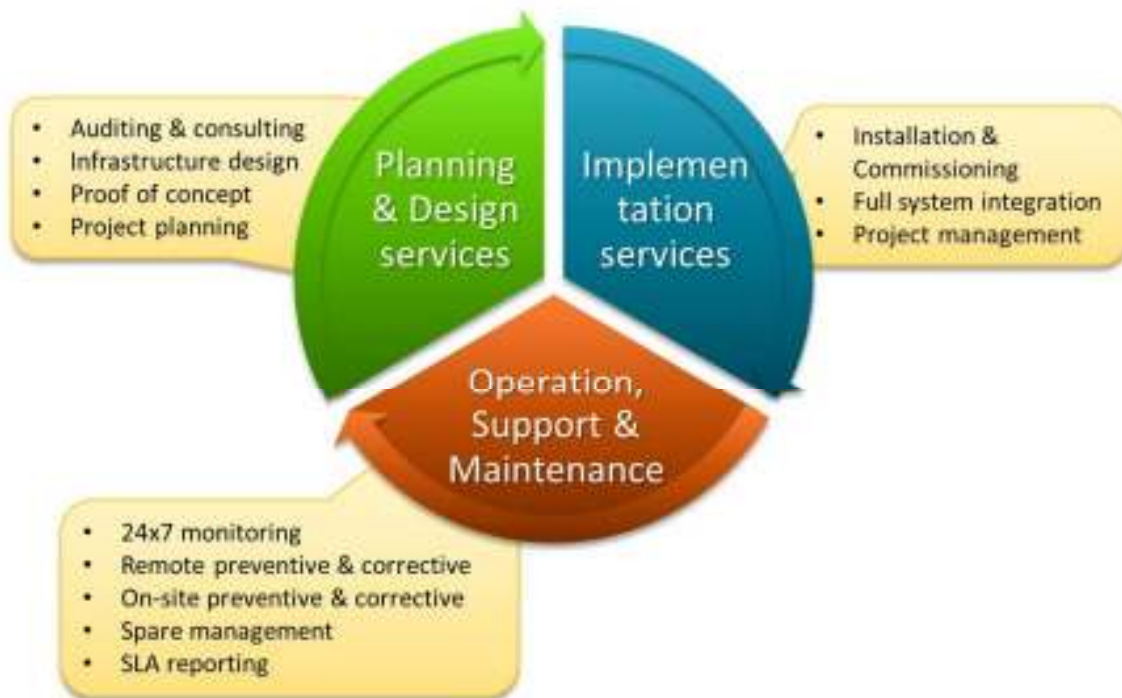 • Auditing & consulting
• Infrastructure design
• Proof of concept
• Project planning
Planning
& Design
services
Implemen
tation
services
• Installation &
Commissioning
• Full system integration
• Project management
Operation,
Support &
Maintenance
• 24x7 monitoring
• Remote preventive & corrective
• On-site preventive & corrective
• Spare management
• SLA reporting